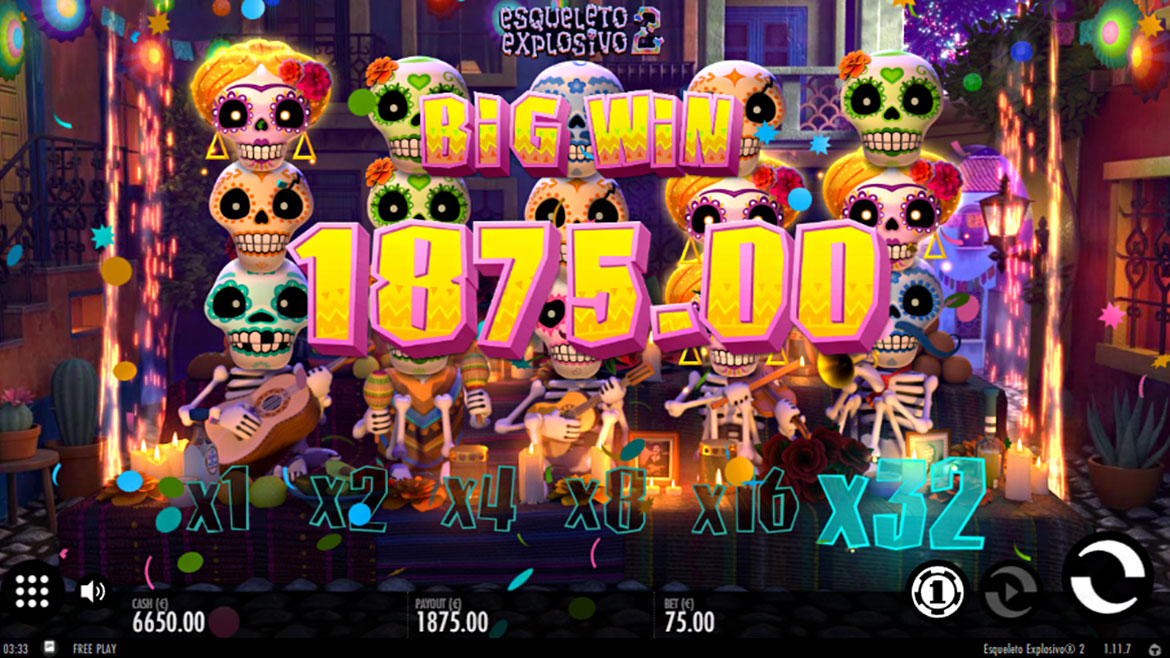 ESQUELETO
EXPLOSIVO 2
BiG WiN
1875.00
x1 x2 x4 x8 x16 x32
CASH (€) PAYOUT (€) BET (€)
6650.00 1875.00 75.00
1
03:33 FREE PLAY Esqueleto Explosivo® 2 1.11.7